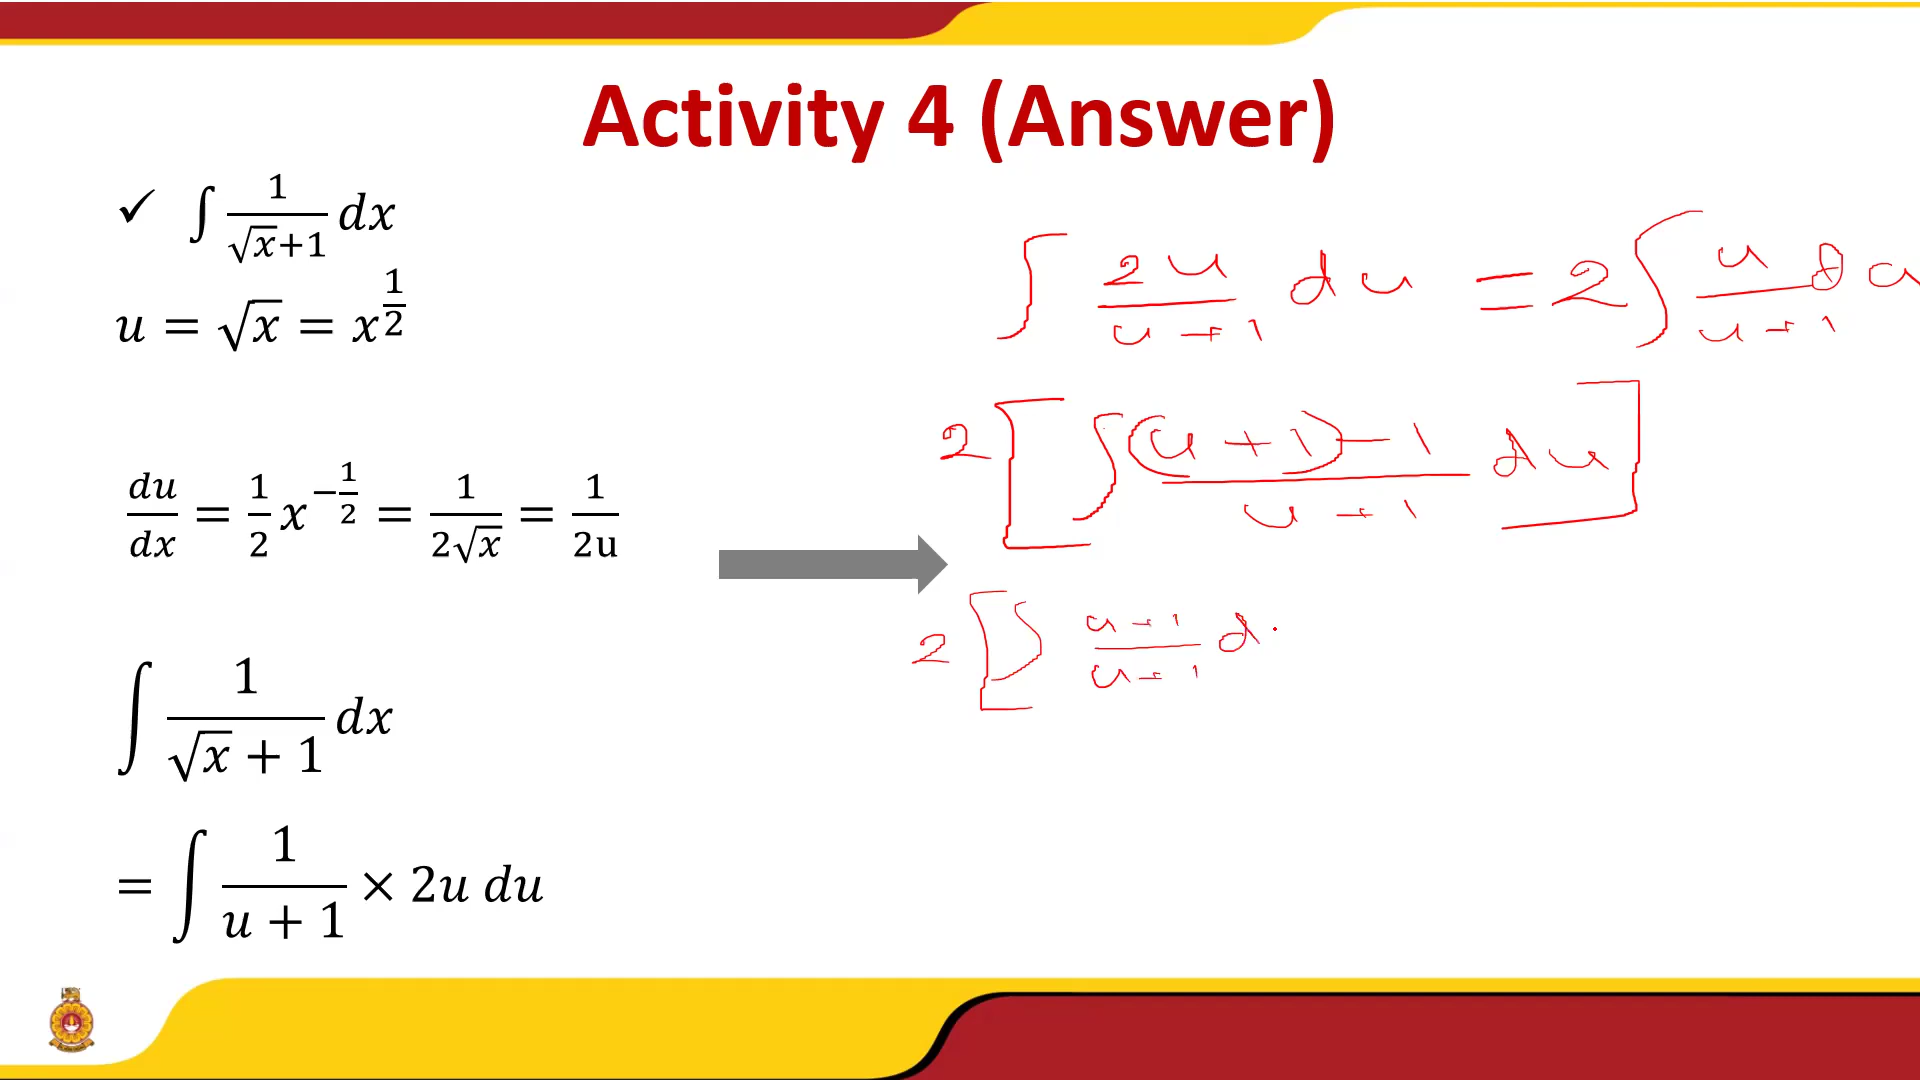 Activity 4 (Answer)
✓ ∫ 1/(√x+1) dx
u = √x = x^(1/2)
du/dx = 1/2 x^(-1/2) = 1/(2√x) = 1/(2u)
∫ 1/(√x + 1) dx
= ∫ 1/(u + 1) × 2u du
∫ 2u/(u+1) du = 2 ∫ u/(u+1) du
2 [ ∫ ((u+1)-1)/(u+1) du ]
2 [ ∫ (u+1)/(u+1) d